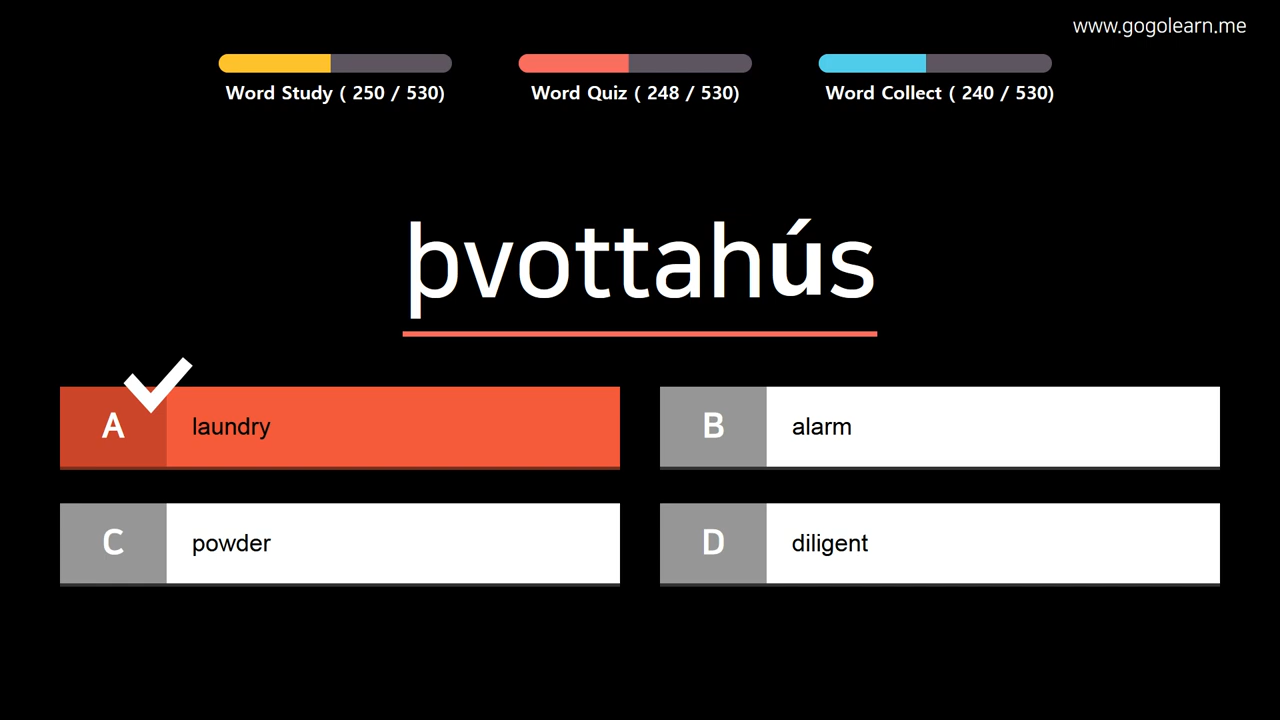 www.gogolearn.me
Word Study ( 250 / 530)
Word Quiz ( 248 / 530)
Word Collect ( 240 / 530)
þvottahús
A laundry
B alarm
C powder
D diligent